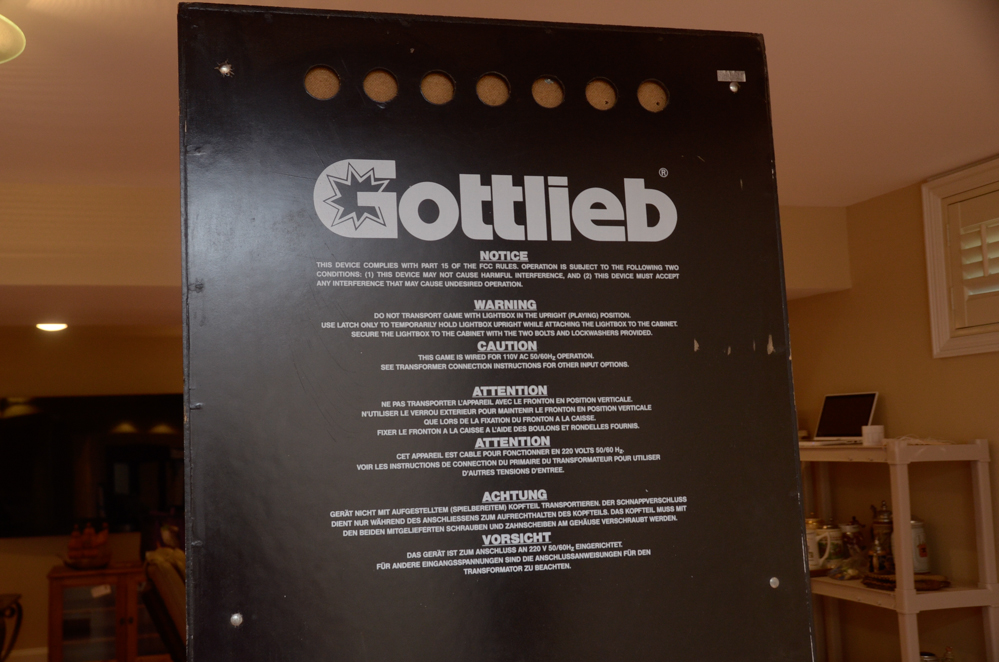 Gottlieb®
NOTICE
THIS DEVICE COMPLIES WITH PART 15 OF THE FCC RULES. OPERATION IS SUBJECT TO THE FOLLOWING TWO
CONDITIONS: (1) THIS DEVICE MAY NOT CAUSE HARMFUL INTERFERENCE, AND (2) THIS DEVICE MUST ACCEPT
ANY INTERFERENCE THAT MAY CAUSE UNDESIRED OPERATION.
WARNING
DO NOT TRANSPORT GAME WITH LIGHTBOX IN THE UPRIGHT (PLAYING) POSITION.
USE LATCH ONLY TO TEMPORARILY HOLD LIGHTBOX UPRIGHT WHILE ATTACHING THE LIGHTBOX TO THE CABINET.
SECURE THE LIGHTBOX TO THE CABINET WITH THE TWO BOLTS AND LOCKWASHERS PROVIDED.
CAUTION
THIS GAME IS WIRED FOR 110V AC 50/60HZ OPERATION.
SEE TRANSFORMER CONNECTION INSTRUCTIONS FOR OTHER INPUT OPTIONS.
ATTENTION
NE PAS TRANSPORTER L'APPAREIL AVEC LE FRONTON EN POSITION VERTICALE.
N'UTILISER LE VERROU EXTERIEUR POUR MAINTENIR LE FRONTON EN POSITION VERTICALE
QUE LORS DE LA FIXATION DU FRONTON A LA CAISSE.
FIXER LE FRONTON A LA CAISSE A L'AIDE DES BOULONS ET RONDELLES FOURNIS.
ATTENTION
CET APPAREIL EST CABLE POUR FONCTIONNER EN 220 VOLTS 50/60 HZ.
VOIR LES INSTRUCTIONS DE CONNECTION DU PRIMAIRE DU TRANSFORMATEUR POUR UTILISER
D'AUTRES TENSIONS D'ENTREE.
ACHTUNG
GERÄT NICHT MIT AUFGESTELLTEM (SPIELBEREITEM) KOPFTEIL TRANSPORTIEREN. DER SCHNAPPVERSCHLUSS
DIENT NUR WÄHREND DES ANSCHLIESSENS ZUM AUFRECHTHALTEN DES KOPFTEILS. DAS KOPFTEIL MUSS MIT
DEN BEIDEN MITGELIEFERTEN SCHRAUBEN UND ZAHNSCHEIBEN AM GEHÄUSE VERSCHRAUBT WERDEN.
VORSICHT
DAS GERÄT IST ZUM ANSCHLUSS AN 220 V 50/60HZ EINGERICHTET.
FÜR ANDERE EINGANGSSPANNUNGEN SIND DIE ANSCHLUSSANWEISUNGEN FÜR DEN
TRANSFORMATOR ZU BEACHTEN.